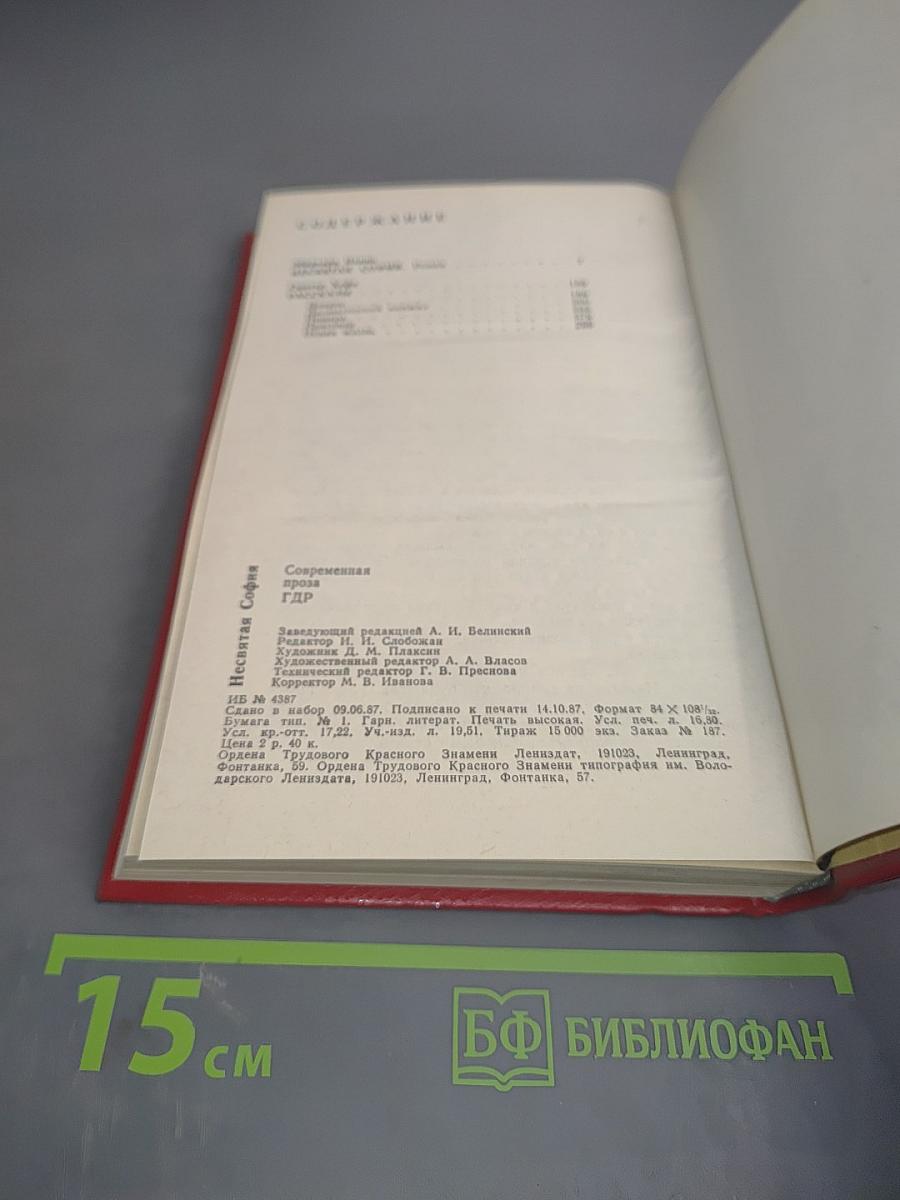 СОДЕРЖАНИЕ
Несвятая София
Современная
проза
ГДР
Заведующий редакцией А. И. Белинский
Редактор И. И. Слобожан
Художник Д. М. Плаксин
Художественный редактор А. А. Власов
Технический редактор Г. В. Преснова
Корректор М. В. Иванова
ИБ № 4387
Сдано в набор 09.06.87. Подписано к печати 14.10.87. Формат 84 × 108¹/₃₂.
Бумага тип. № 1. Гарн. литерат. Печать высокая. Усл. печ. л. 16,80.
Усл. кр.-отт. 17,22. Уч.-изд. л. 19,51. Тираж 15 000 экз. Заказ № 187.
Цена 2 р. 40 к.
Ордена Трудового Красного Знамени Лениздат, 191023, Ленинград,
Фонтанка, 59. Ордена Трудового Красного Знамени типография им. Воло-
дарского Лениздата, 191023, Ленинград, Фонтанка, 57.
15 см
БФ БИБЛИОФАН